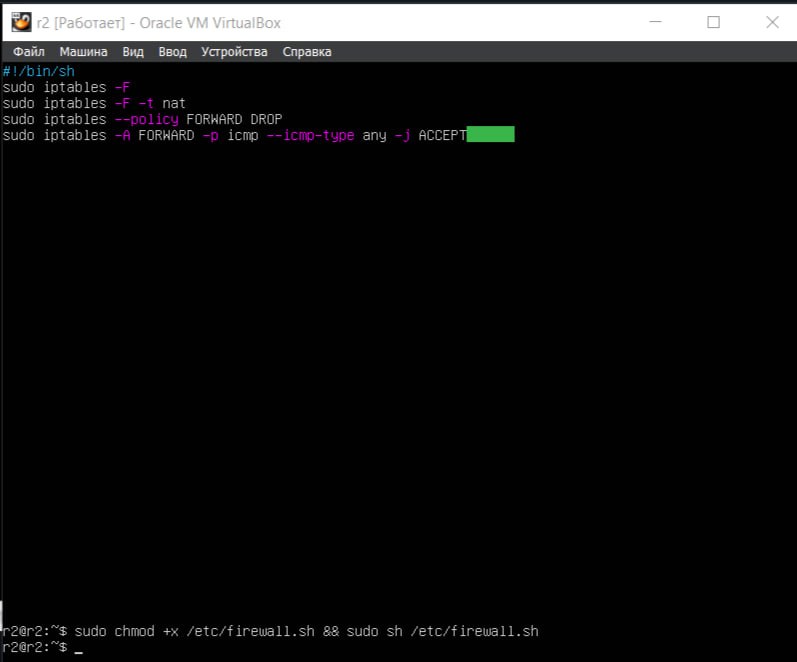 r2 [Работает] - Oracle VM VirtualBox
Файл Машина Вид Ввод Устройства Справка
#!/bin/sh
sudo iptables -F
sudo iptables -F -t nat
sudo iptables --policy FORWARD DROP
sudo iptables -A FORWARD -p icmp --icmp-type any -j ACCEPT
r2@r2:~$ sudo chmod +x /etc/firewall.sh && sudo sh /etc/firewall.sh
r2@r2:~$ _